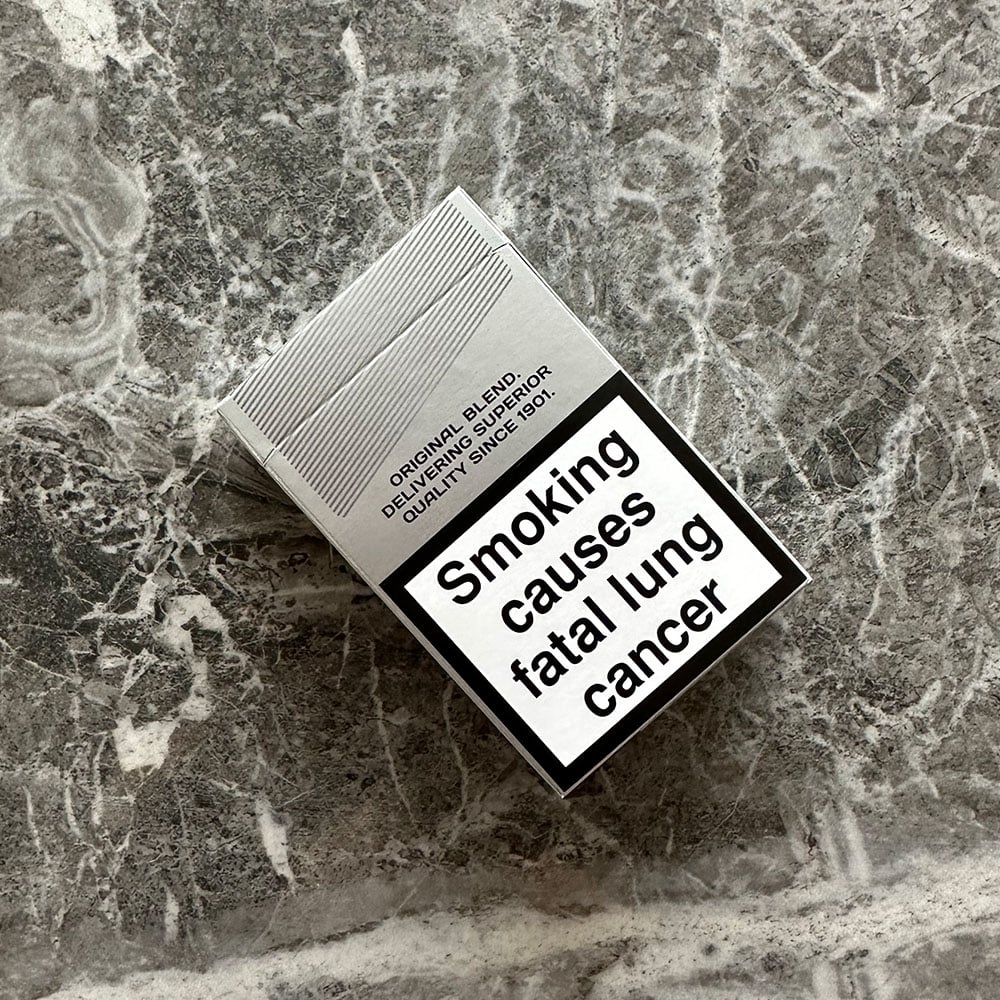 ORIGINAL BLEND.
DELIVERING SUPERIOR
QUALITY SINCE 1901.
Smoking
causes
fatal lung
cancer